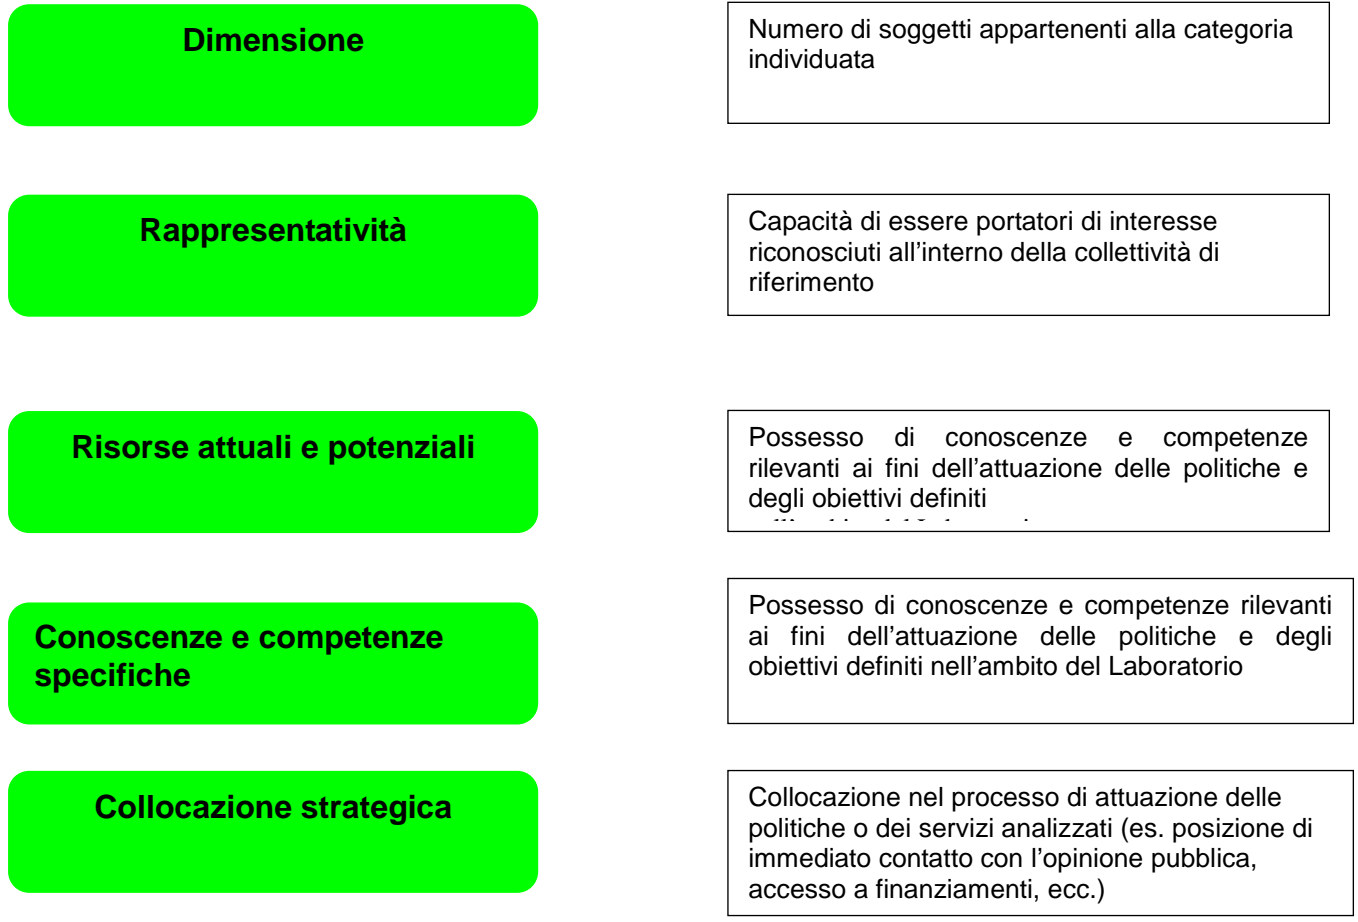 Dimensione
Numero di soggetti appartenenti alla categoria
individuata
Rappresentatività
Capacità di essere portatori di interesse
riconosciuti all’interno della collettività di
riferimento
Risorse attuali e potenziali
Possesso di conoscenze e competenze
rilevanti ai fini dell’attuazione delle politiche e
degli obiettivi definiti
Conoscenze e competenze
specifiche
Possesso di conoscenze e competenze rilevanti
ai fini dell’attuazione delle politiche e degli
obiettivi definiti nell’ambito del Laboratorio
Collocazione strategica
Collocazione nel processo di attuazione delle
politiche o dei servizi analizzati (es. posizione di
immediato contatto con l’opinione pubblica,
accesso a finanziamenti, ecc.)